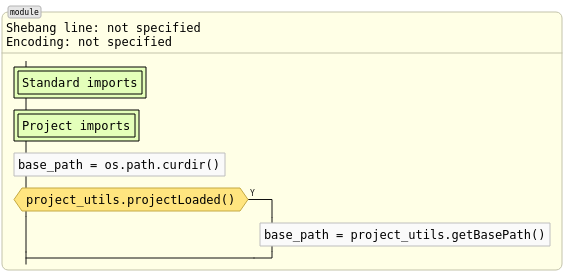 module
Shebang line: not specified
Encoding: not specified
Standard imports
Project imports
base_path = os.path.curdir()
project_utils.projectLoaded()
Y
base_path = project_utils.getBasePath()